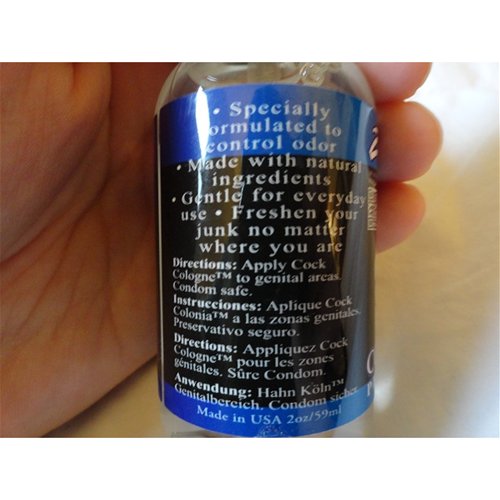 • Specially
formulated to
control odor
• Made with natural
ingredients
• Gentle for everyday
use • Freshen your
junk no matter
where you are
Directions: Apply Cock
Cologne™ to genital areas.
Condom safe.
Instrucciones: Aplique Cock
Colonia™ a las zonas genitales.
Preservativo seguro.
Directions: Appliquez Cock
Cologne™ pour les zones
génitales. Sûre Condom.
Anwendung: Hahn Köln™
Genitalbereich. Condom sicher.
Made in USA 2oz/59ml